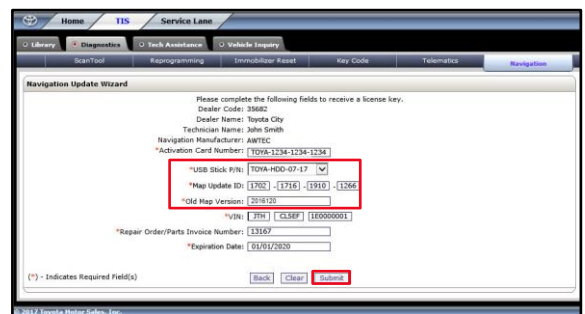 Home TIS Service Lane
Library Diagnostics Tech Assistance Vehicle Inquiry
ScanTool Reprogramming Immobilizer Reset Key Code Telematics Navigation
Navigation Update Wizard
Please complete the following fields to receive a license key.
Dealer Code: 35682
Dealer Name: Toyota City
Technician Name: John Smith
Navigation Manufacturer: AWTEC
*Activation Card Number: TOYA-1234-1234-1234
*USB Stick P/N: TOYA-HDD-07-17
*Map Update ID: 1702 - 1716 - 1910 - 1266
*Old Map Version: 2016120
*VIN: JTH CLSEF 1E0000001
*Repair Order/Parts Invoice Number: 13167
*Expiration Date: 01/01/2020
(*) - Indicates Required Field(s) Back Clear Submit
© 2017 Toyota Motor Sales, Inc.